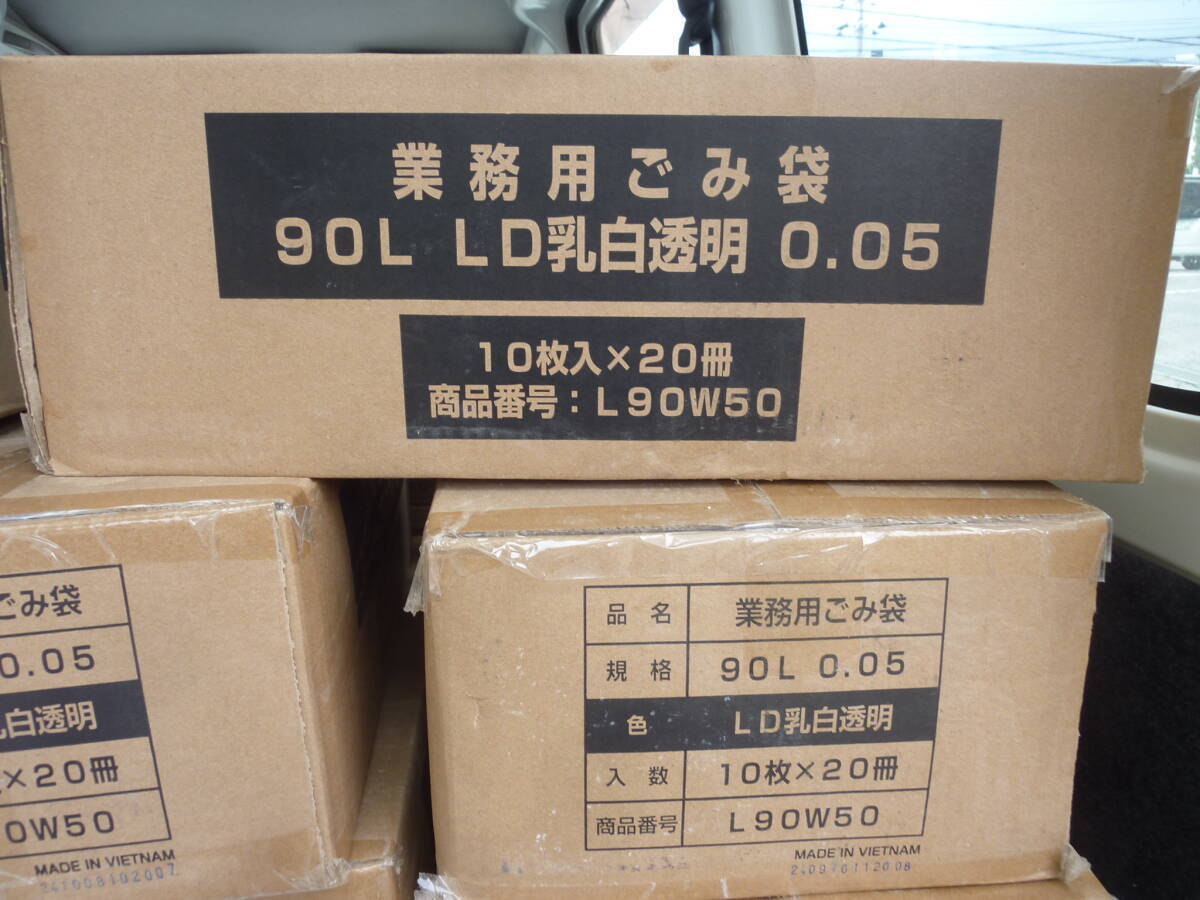 業務用ごみ袋
90L LD乳白透明 0.05
10枚入×20冊
商品番号：L90W50
ごみ袋
0.05
乳白透明
×20冊
0W50
MADE IN VIETNAM
241008102007
品名 業務用ごみ袋
規格 90L 0.05
色 LD乳白透明
入数 10枚×20冊
商品番号 L90W50
MADE IN VIETNAM